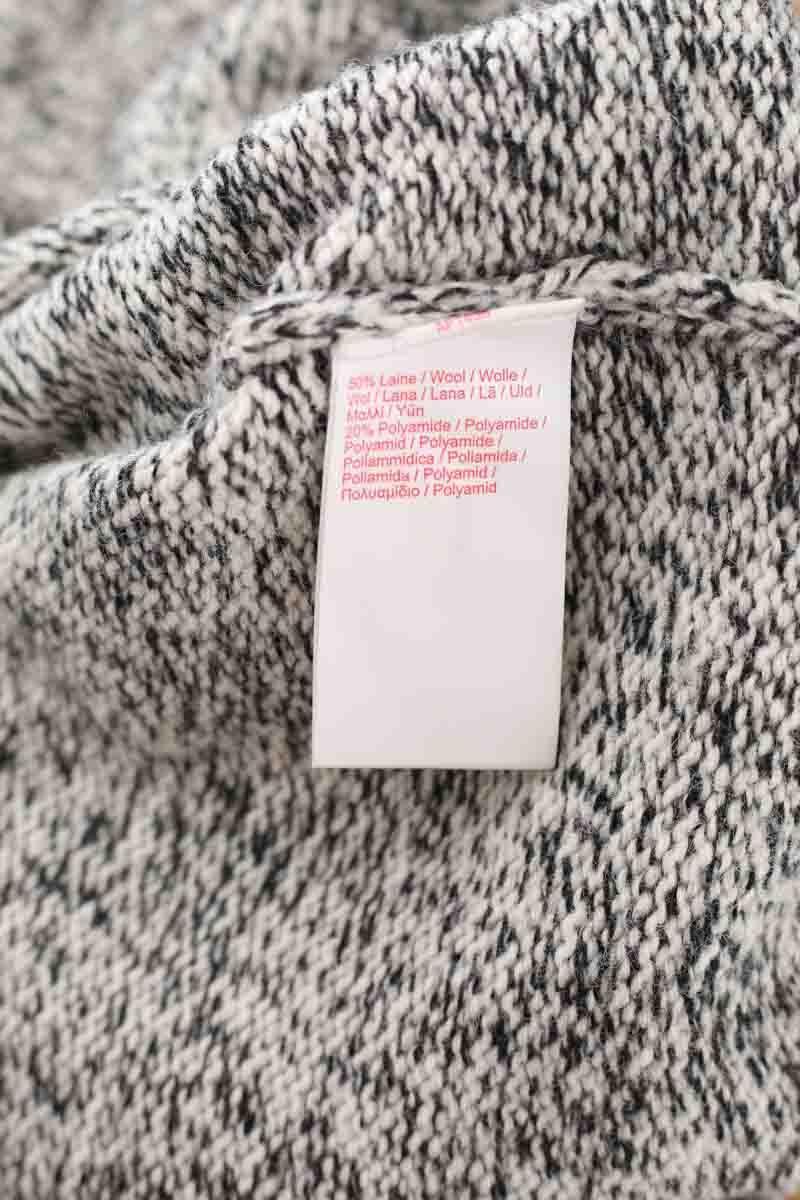 80% Laine / Wool / Wolle /
Wol / Lana / Lana / Lã / Uld /
Μαλλί / Yün
20% Polyamide / Polyamide /
Polyamid / Polyamide /
Poliammidica / Poliamida /
Poliamida / Polyamid /
Πολυαμίδιο / Polyamid